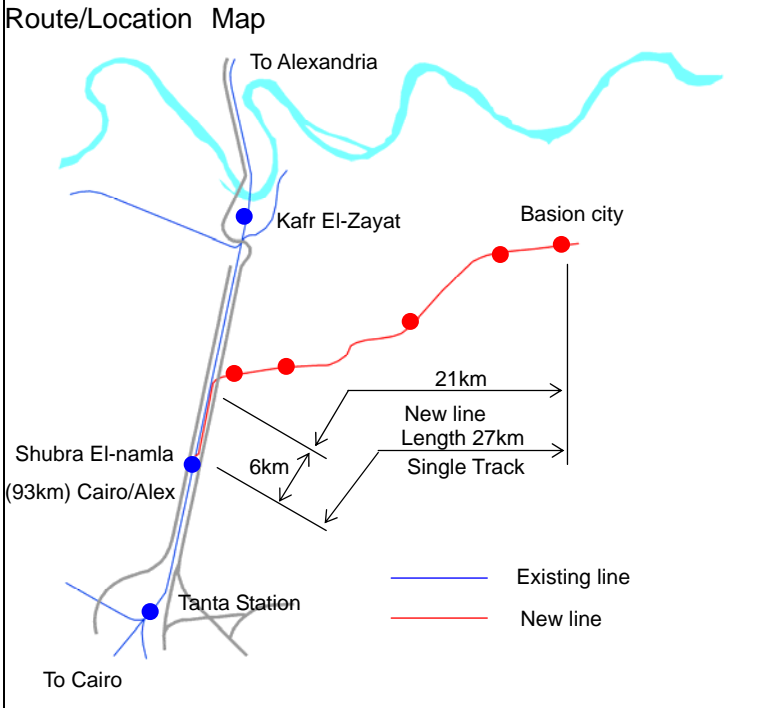 Route/Location Map
To Alexandria
Kafr El-Zayat
Basion city
21km
New line
Length 27km
Single Track
6km
Shubra El-namla
(93km) Cairo/Alex
Existing line
New line
Tanta Station
To Cairo